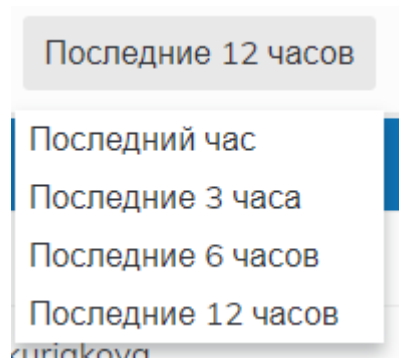 Последние 12 часов
Последний час
Последние 3 часа
Последние 6 часов
Последние 12 часов